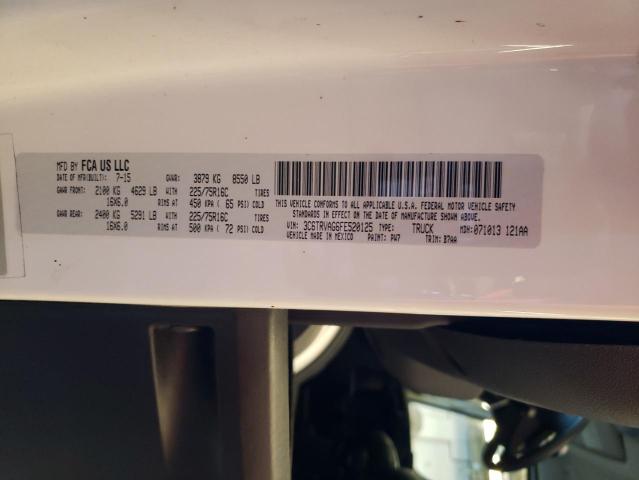 MFD BY FCA US LLC
DATE OF MFR(BUILT): 7-15 GVWR: 3879 KG 8550 LB
GAWR FRONT: 2100 KG 4629 LB WITH 225/75R16C TIRES
16X6.0 RIMS AT 450 KPA ( 65 PSI) COLD
GAWR REAR: 2400 KG 5291 LB WITH 225/75R16C TIRES
16X6.0 RIMS AT 500 KPA ( 72 PSI) COLD
THIS VEHICLE CONFORMS TO ALL APPLICABLE U.S.A. FEDERAL MOTOR VEHICLE SAFETY
STANDARDS IN EFFECT ON THE DATE OF MANUFACTURE SHOWN ABOVE.
VIN: 3C6TRVAG6FE520125 TYPE: TRUCK MDH: 071013 121AA
VEHICLE MADE IN MEXICO PAINT: PW7 TRIM: B7AA